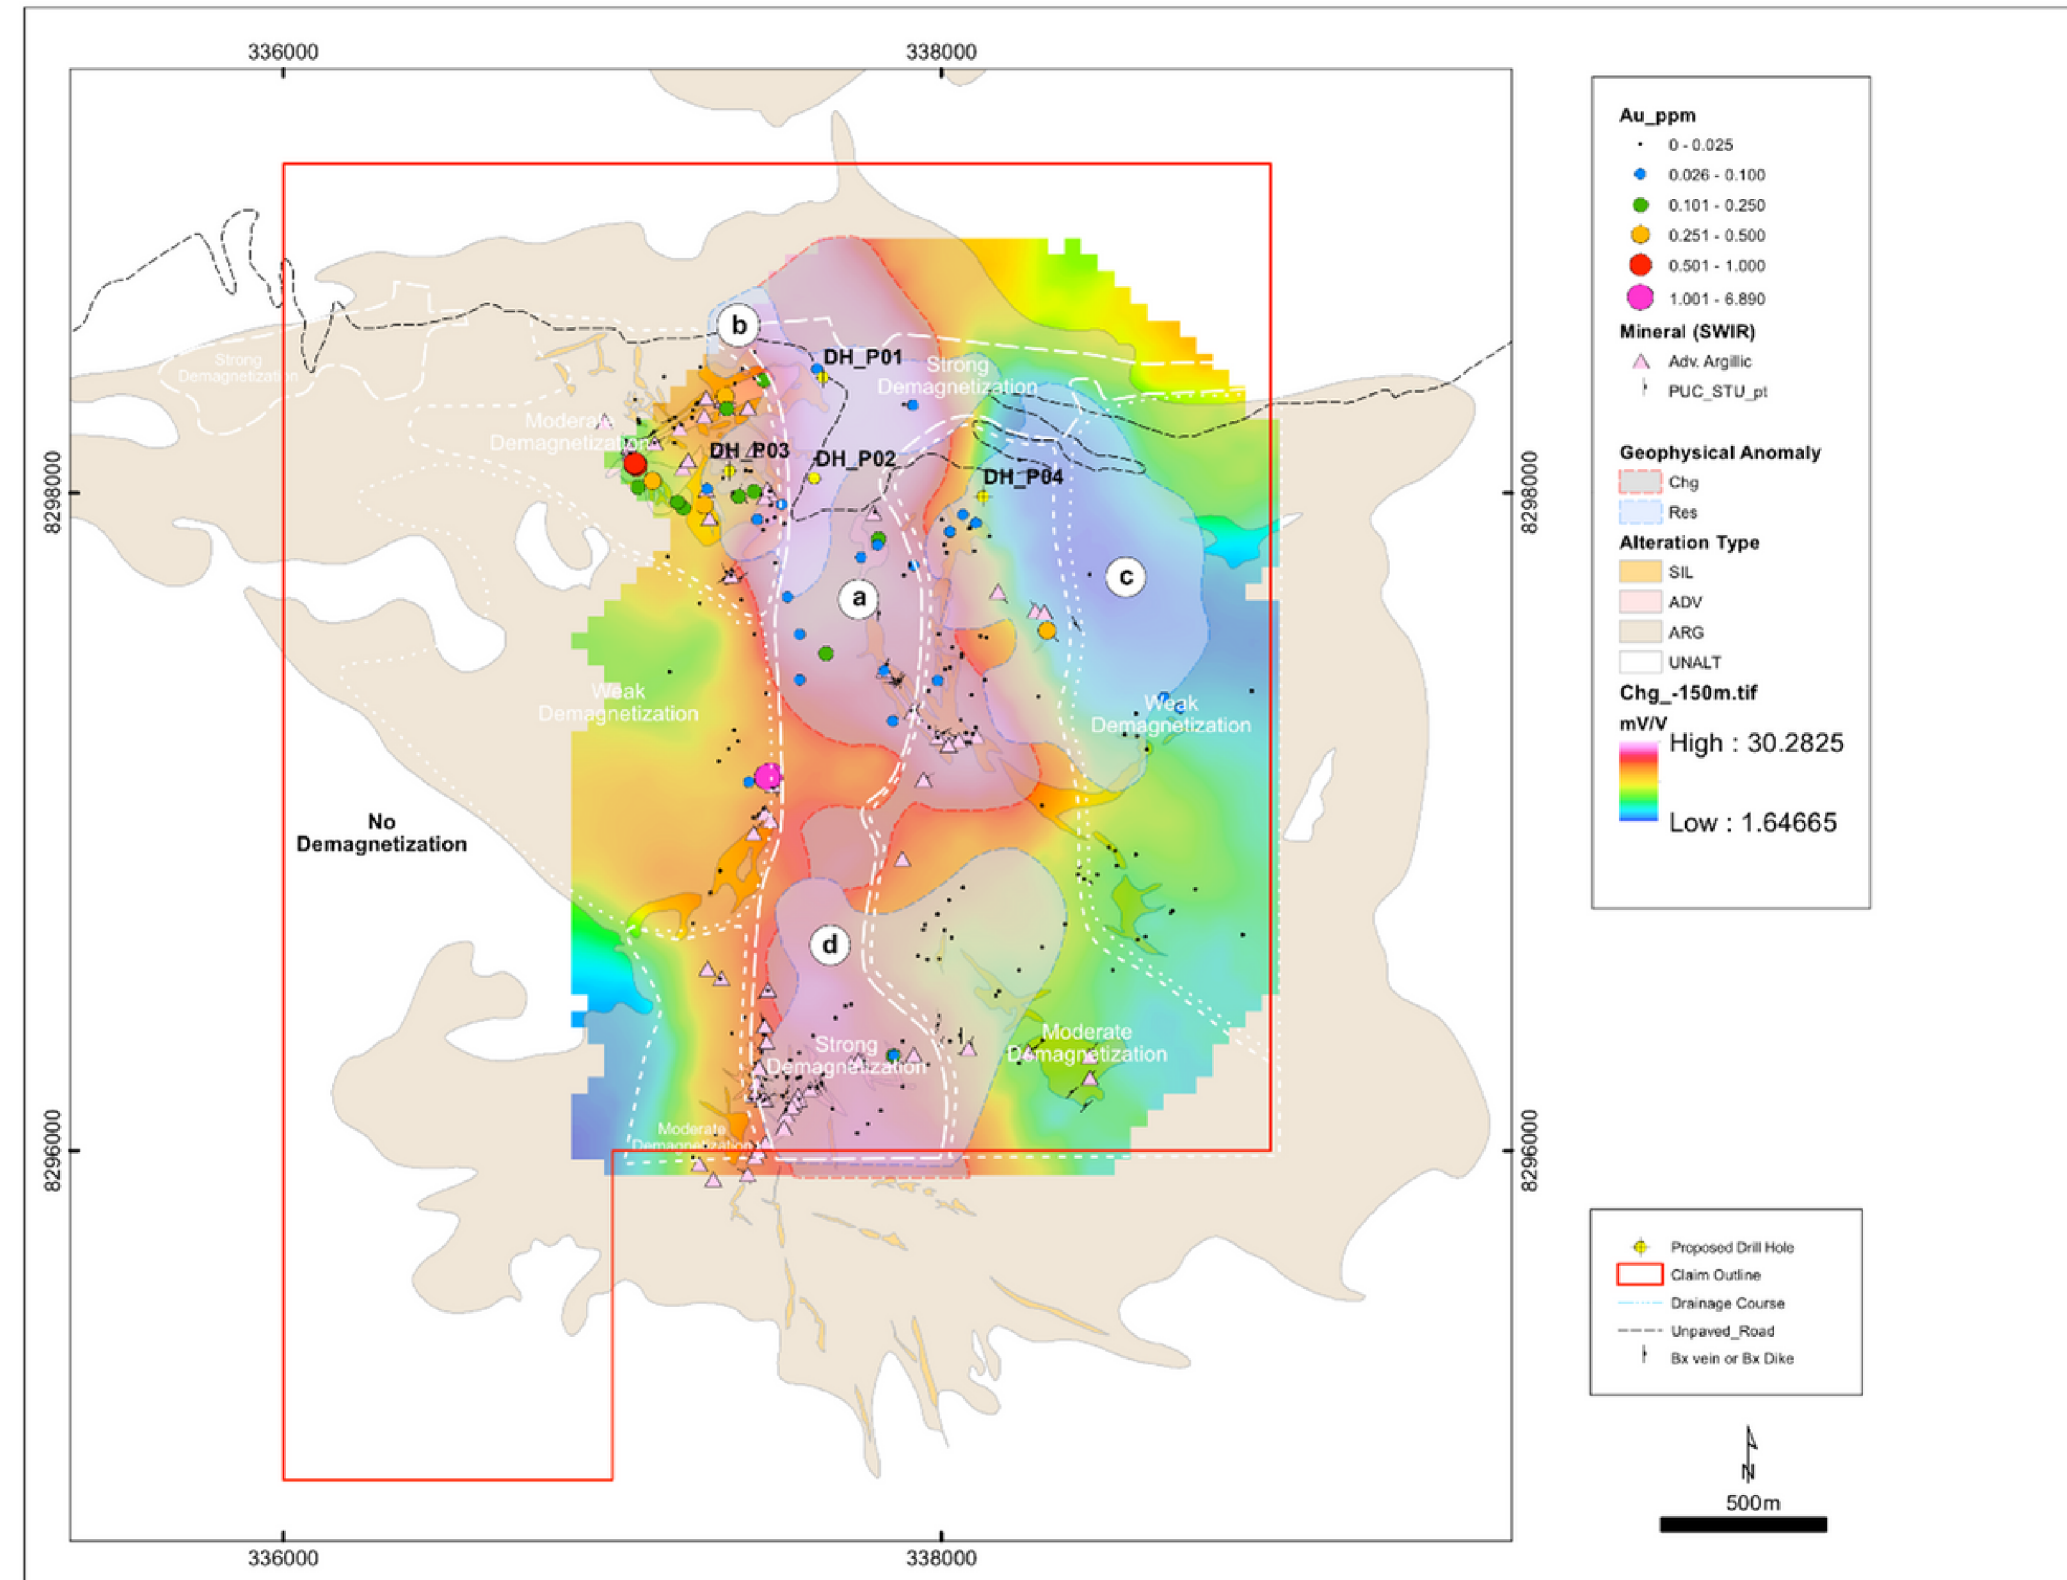 336000
338000
8298000
8298000
8296000
8296000
336000
338000
b
DH_P01
Strong
Demagnetization
Strong
Demagnetization
Moderate
Demagnetization
DH_P03
DH_P02
DH_P04
c
a
Weak
Demagnetization
Weak
Demagnetization
No
Demagnetization
d
Strong
Demagnetization
Moderate
Demagnetization
Moderate
Demagnetization
Au_ppm
0 - 0.025
0.026 - 0.100
0.101 - 0.250
0.251 - 0.500
0.501 - 1.000
1.001 - 6.890
Mineral (SWIR)
Adv. Argillic
PUC_STU_pt
Geophysical Anomaly
Chg
Res
Alteration Type
SIL
ADV
ARG
UNALT
Chg_-150m.tif
mV/V
High : 30.2825
Low : 1.64665
Proposed Drill Hole
Claim Outline
Drainage Course
Unpaved_Road
Bx vein or Bx Dike
N
500m